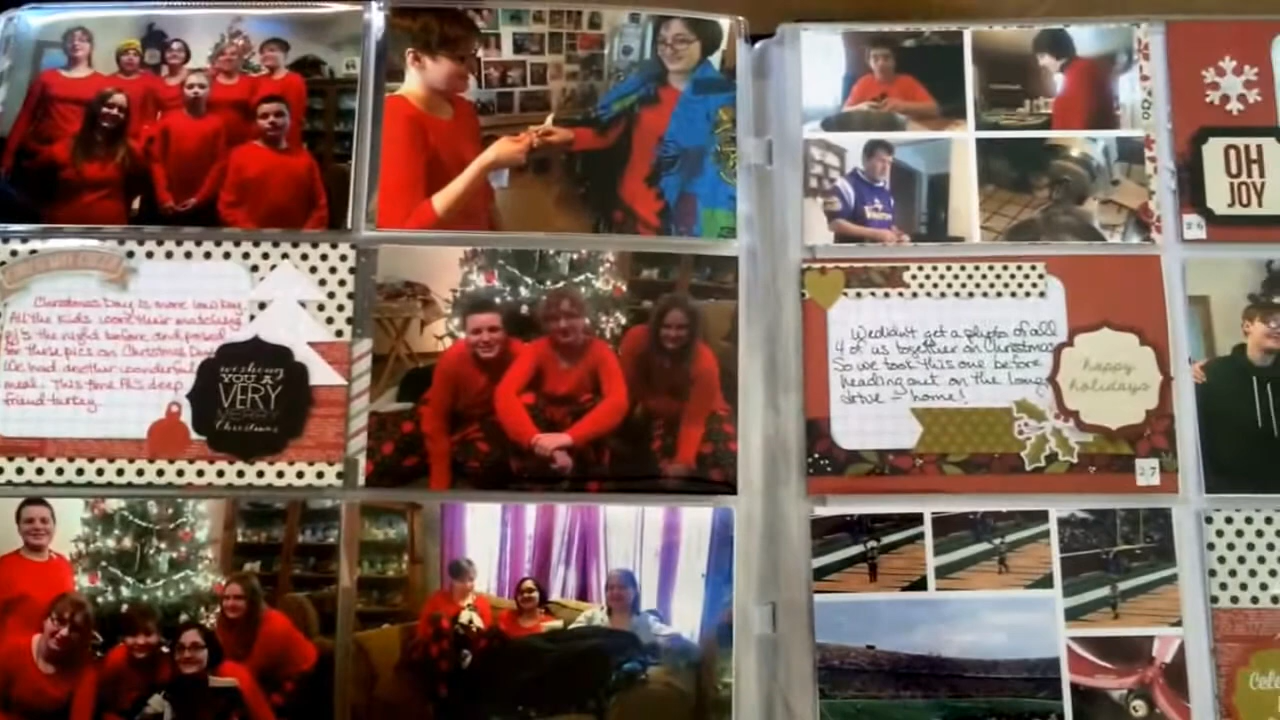 Christmas Day is more low key.
All the kids wore their matching
PJ's the night before and posed
for these pics on Christmas Day!
We had another wonderful
meal. This time PA's deep
fried turkey.
wishing
YOU A
VERY
Christmas
OH
JOY
26
We didn't get a photo of all
4 of us together on Christmas
So we took this one before
heading out on the long
drive - home!
happy
holidays
27